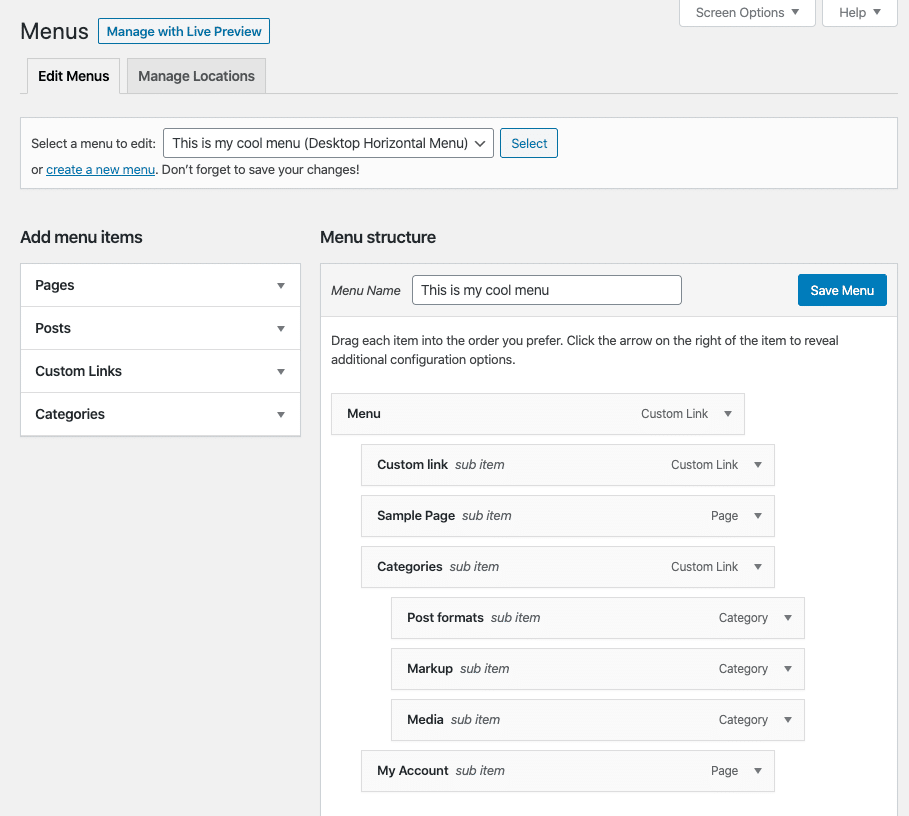 Screen Options Help
Menus Manage with Live Preview
Edit Menus Manage Locations
Select a menu to edit: This is my cool menu (Desktop Horizontal Menu) Select
or create a new menu. Don’t forget to save your changes!
Add menu items
Pages
Posts
Custom Links
Categories
Menu structure
Menu Name This is my cool menu Save Menu
Drag each item into the order you prefer. Click the arrow on the right of the item to reveal
additional configuration options.
Menu Custom Link
Custom link sub item Custom Link
Sample Page sub item Page
Categories sub item Custom Link
Post formats sub item Category
Markup sub item Category
Media sub item Category
My Account sub item Page